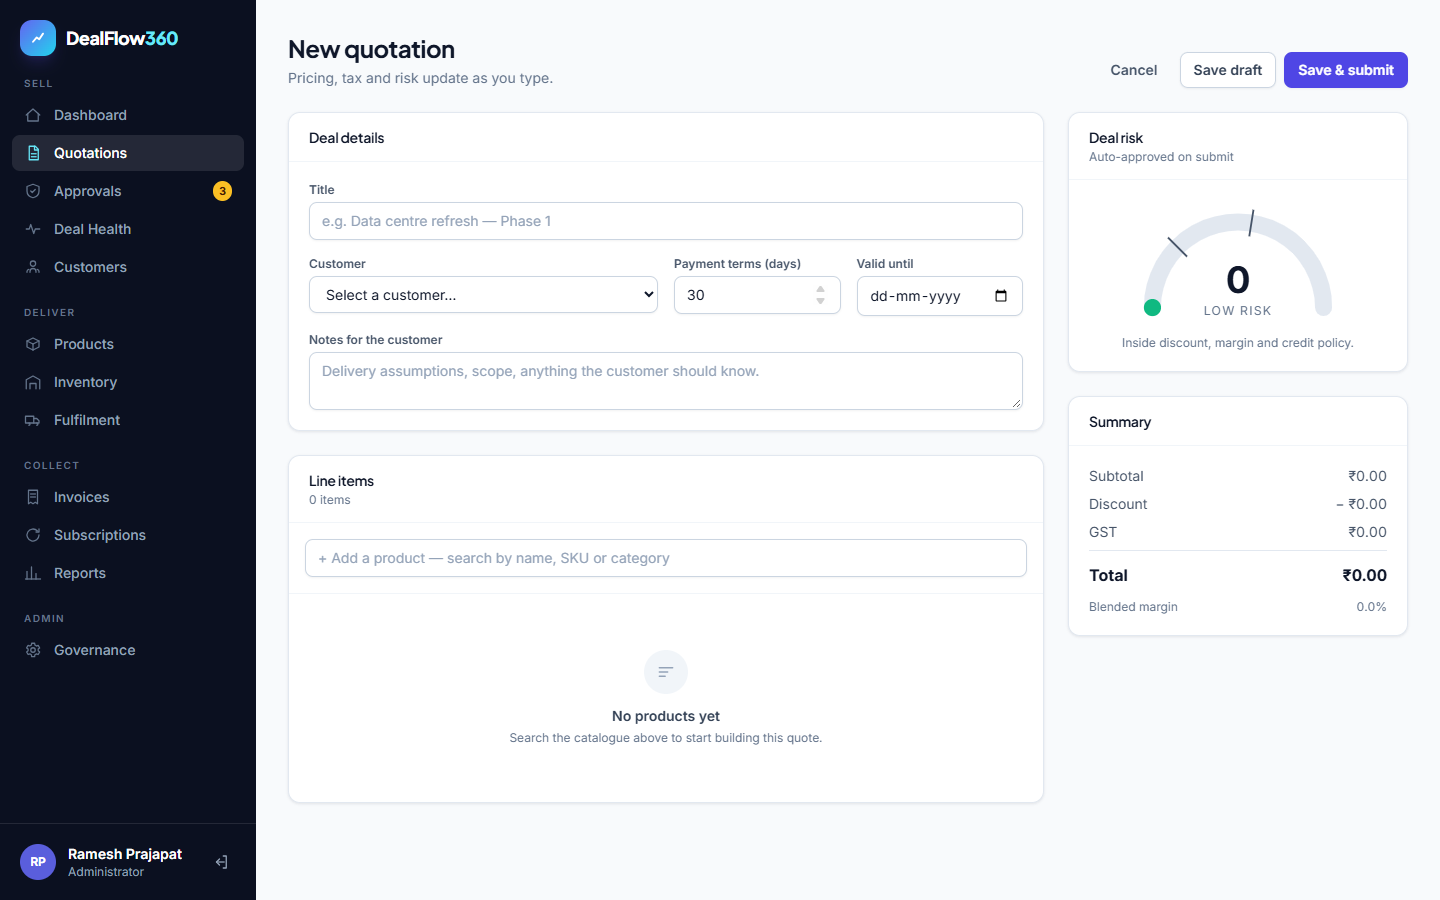 DealFlow360
SELL
Dashboard
Quotations
Approvals 3
Deal Health
Customers
DELIVER
Products
Inventory
Fulfilment
COLLECT
Invoices
Subscriptions
Reports
ADMIN
Governance
RP
Ramesh Prajapat
Administrator
New quotation
Pricing, tax and risk update as you type.
Cancel
Save draft
Save & submit
Deal details
Title
e.g. Data centre refresh — Phase 1
Customer
Select a customer...
Payment terms (days)
30
Valid until
dd-mm-yyyy
Notes for the customer
Delivery assumptions, scope, anything the customer should know.
Line items
0 items
+ Add a product — search by name, SKU or category
No products yet
Search the catalogue above to start building this quote.
Deal risk
Auto-approved on submit
0
LOW RISK
Inside discount, margin and credit policy.
Summary
Subtotal ₹0.00
Discount − ₹0.00
GST ₹0.00
Total ₹0.00
Blended margin 0.0%